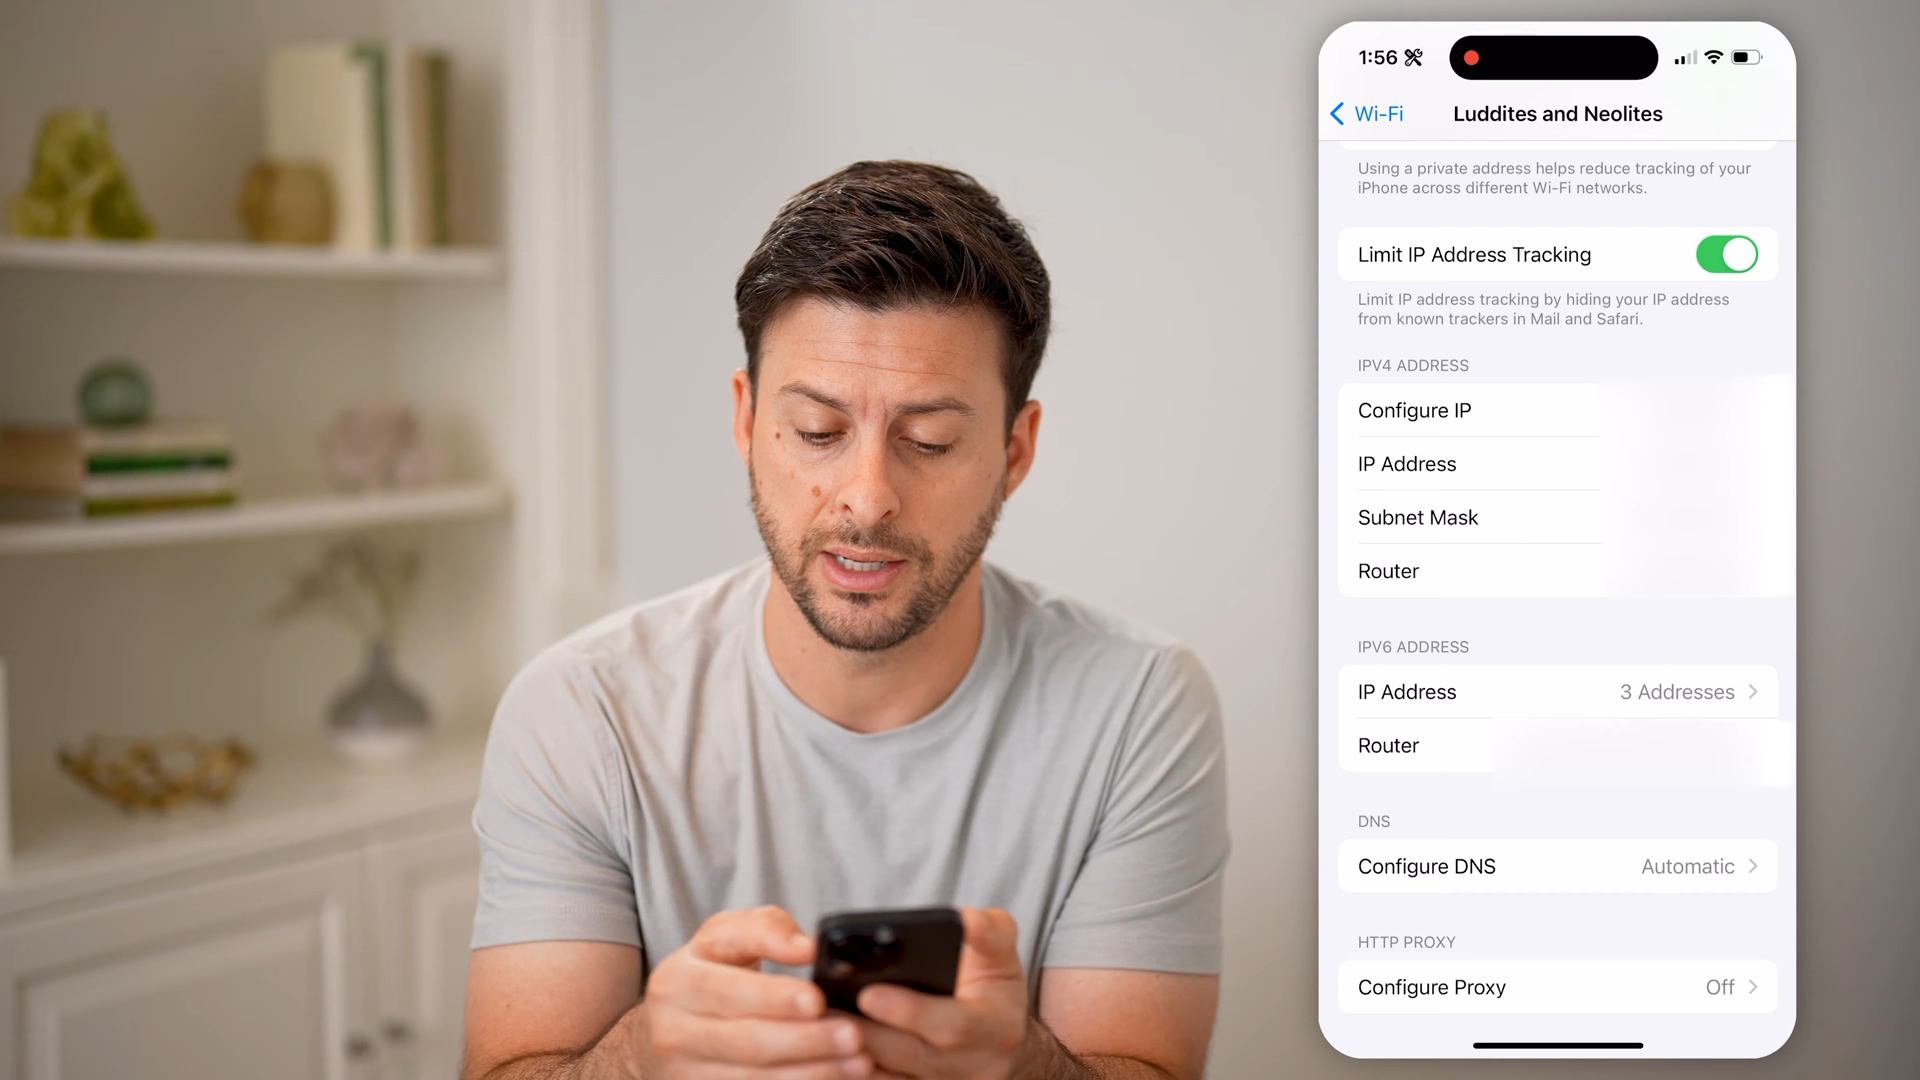 1:56
Wi-Fi
Luddites and Neolites
Using a private address helps reduce tracking of your
iPhone across different Wi-Fi networks.
Limit IP Address Tracking
Limit IP address tracking by hiding your IP address
from known trackers in Mail and Safari.
IPV4 ADDRESS
Configure IP
IP Address
Subnet Mask
Router
IPV6 ADDRESS
IP Address 3 Addresses
Router
DNS
Configure DNS Automatic
HTTP PROXY
Configure Proxy Off